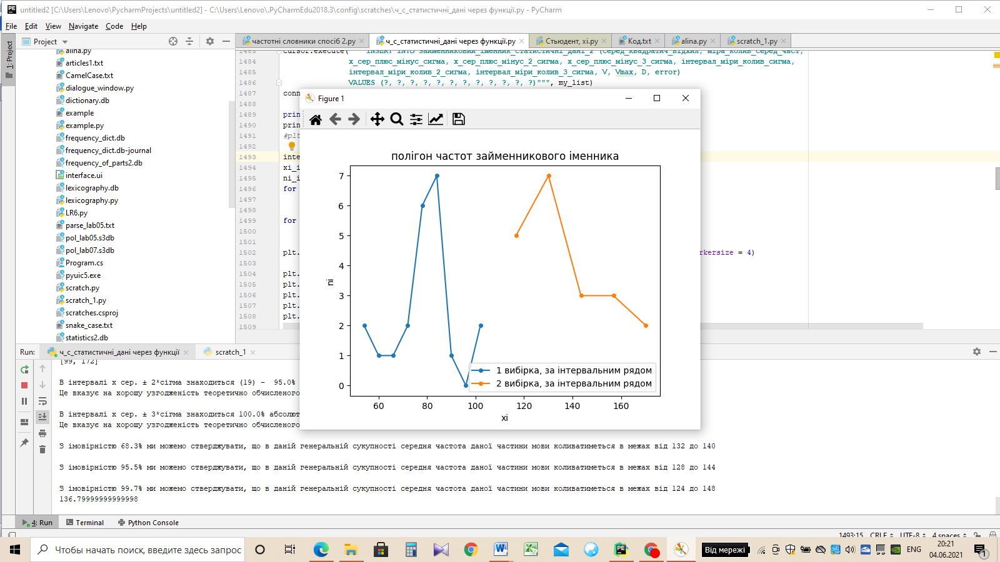 untitled2 [C:\Users\Lenovo\PycharmProjects\untitled2] - C:\Users\Lenovo\.PyCharmEdu2018.3\config\scratches\ч_с_статистичні_дані через функції.py - PyCharm
File Edit View Navigate Code Help
Project
частотні словники спосіб 2.py
ч_с_статистичні_дані через функції.py
Стьюдент, хі.py
Код.txt
alina.py
scratch_1.py
1: Project
alina.py
articles1.txt
CamelCase.txt
dialogue_window.py
dictionary.db
example
example.py
frequency_dict.db
frequency_dict.db-journal
frequency_of_parts2.db
interface.ui
lexicography.db
lexicography.py
LR6.py
parse_lab05.txt
pol_lab05.s3db
pol_lab07.s3db
Program.cs
pyuic5.exe
scratch.py
scratch_1.py
scratches.csproj
snake_case.txt
statistics2.db
1483 cursor.execute(""" INSERT INTO займенниковий_іменник_статистичні_дані_2 (серед_квадратич_відхил, міра_колив_серед_част,
1484 х_сер_плюс_мінус_сигма, х_сер_плюс_мінус_2_сигма, х_сер_плюс_мінус_3_сигма, інтервал_міри_колив_сигма,
1485 інтервал_міри_колив_2_сигма, інтервал_міри_колив_3_сигма, V, Vmax, D, error)
1486 VALUES (?, ?, ?, ?, ?, ?, ?, ?, ?, ?, ?, ?)""", my_list)
1487 conn
1488
1489 prin
1490 prin
1491 #plt
1492
1493 inte
1494 xi_i
1495 ni_i
1496 for
1497
1498
1499 for
1500
1501
1502 plt. rkersize = 4)
1503
1504 plt.
1505 plt.
1506 plt.
1507 plt.
1508 plt.
1509
Figure 1
полігон частот займенникового іменника
7
6
5
4
3
2
1
0
ni
60 80 100 120 140 160
xi
1 вибірка, за інтервальним рядом
2 вибірка, за інтервальним рядом
Run: ч_с_статистичні_дані через функції scratch_1
[99, 172]
В інтервалі х сер. ± 2*сігма знаходиться (19) - 95.0%
Це вказує на хорошу узгодженість теоретично обчисленого
В інтервалі х сер. ± 3*сігма знаходиться 100.0% абсолют
Це вказує на хорошу узгодженість теоретично обчисленого
З імовірністю 68.3% ми можемо стверджувати, що в даній генеральній сукупності середня частота даної частини мови коливатиметься в межах від 132 до 140
З імовірністю 95.5% ми можемо стверджувати, що в даній генеральній сукупності середня частота даної частини мови коливатиметься в межах від 128 до 144
З імовірністю 99.7% ми можемо стверджувати, що в даній генеральній сукупності середня частота даної частини мови коливатиметься в межах від 124 до 148
136.79999999999998
4: Run Terminal Python Console
1493:15 CRLF UTF-8 4 spaces
Чтобы начать поиск, введите здесь запрос
Від мережі
ENG
20:21
04.06.2021
1